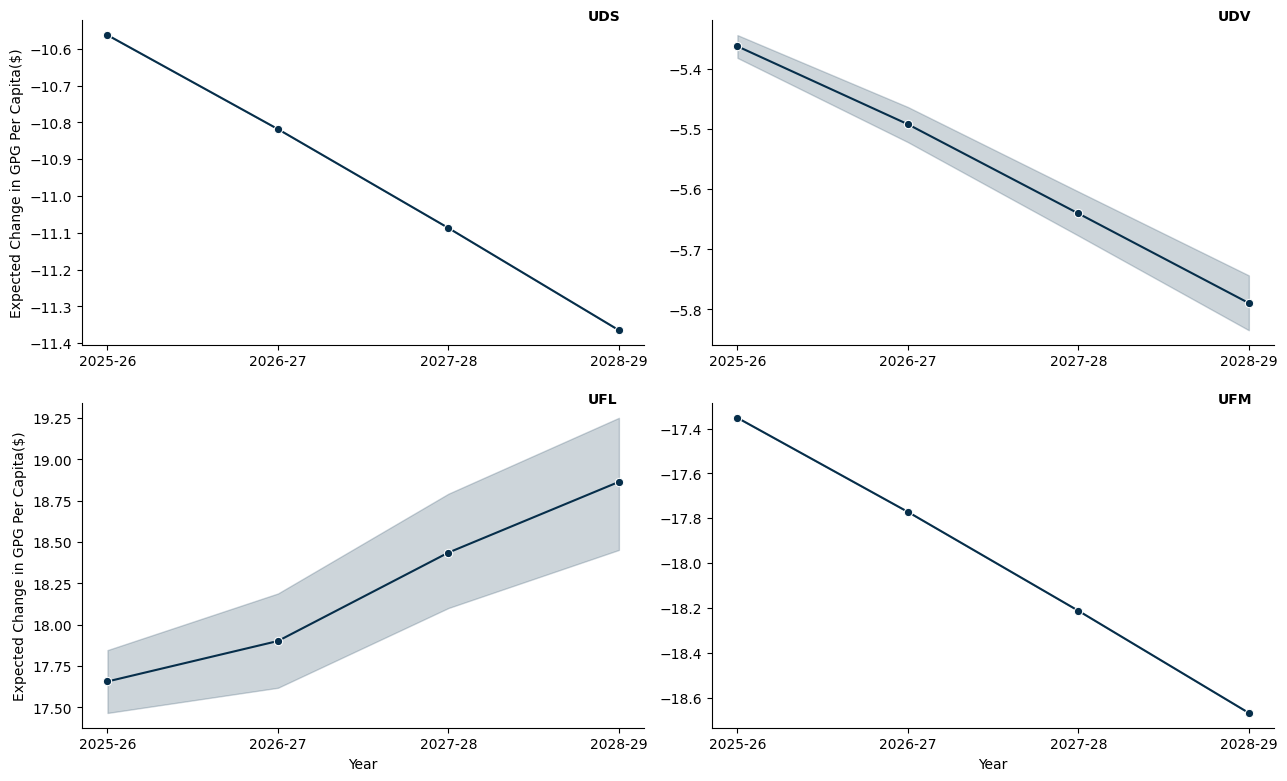 UDS
Expected Change in GPG Per Capita($)
−10.6
−10.7
−10.8
−10.9
−11.0
−11.1
−11.2
−11.3
−11.4
2025-26 2026-27 2027-28 2028-29
UDV
−5.4
−5.5
−5.6
−5.7
−5.8
2025-26 2026-27 2027-28 2028-29
UFL
Expected Change in GPG Per Capita($)
19.25
19.00
18.75
18.50
18.25
18.00
17.75
17.50
2025-26 2026-27 2027-28 2028-29
Year
UFM
−17.4
−17.6
−17.8
−18.0
−18.2
−18.4
−18.6
2025-26 2026-27 2027-28 2028-29
Year